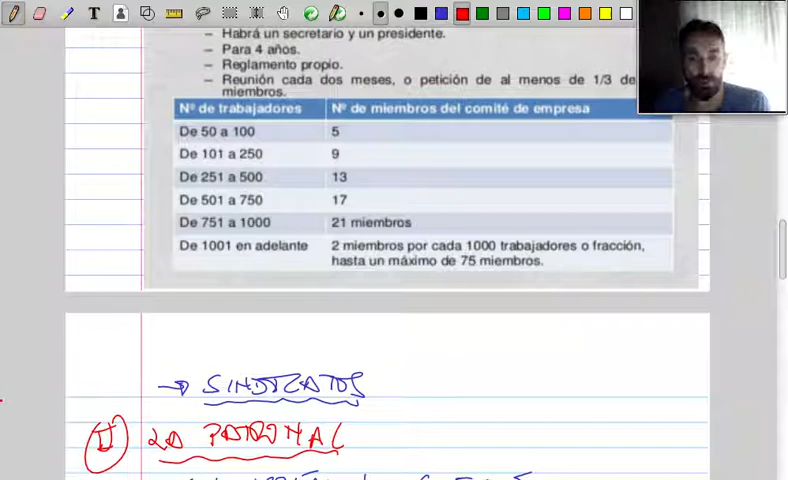 – Habrá un secretario y un presidente.
– Para 4 años.
– Reglamento propio.
– Reunión cada dos meses, o petición de al menos de 1/3 de
miembros.
Nº de trabajadores Nº de miembros del comité de empresa
De 50 a 100 5
De 101 a 250 9
De 251 a 500 13
De 501 a 750 17
De 751 a 1000 21 miembros
De 1001 en adelante 2 miembros por cada 1000 trabajadores o fracción,
hasta un máximo de 75 miembros.
→ SINDICATOS
II LA PATRONAL